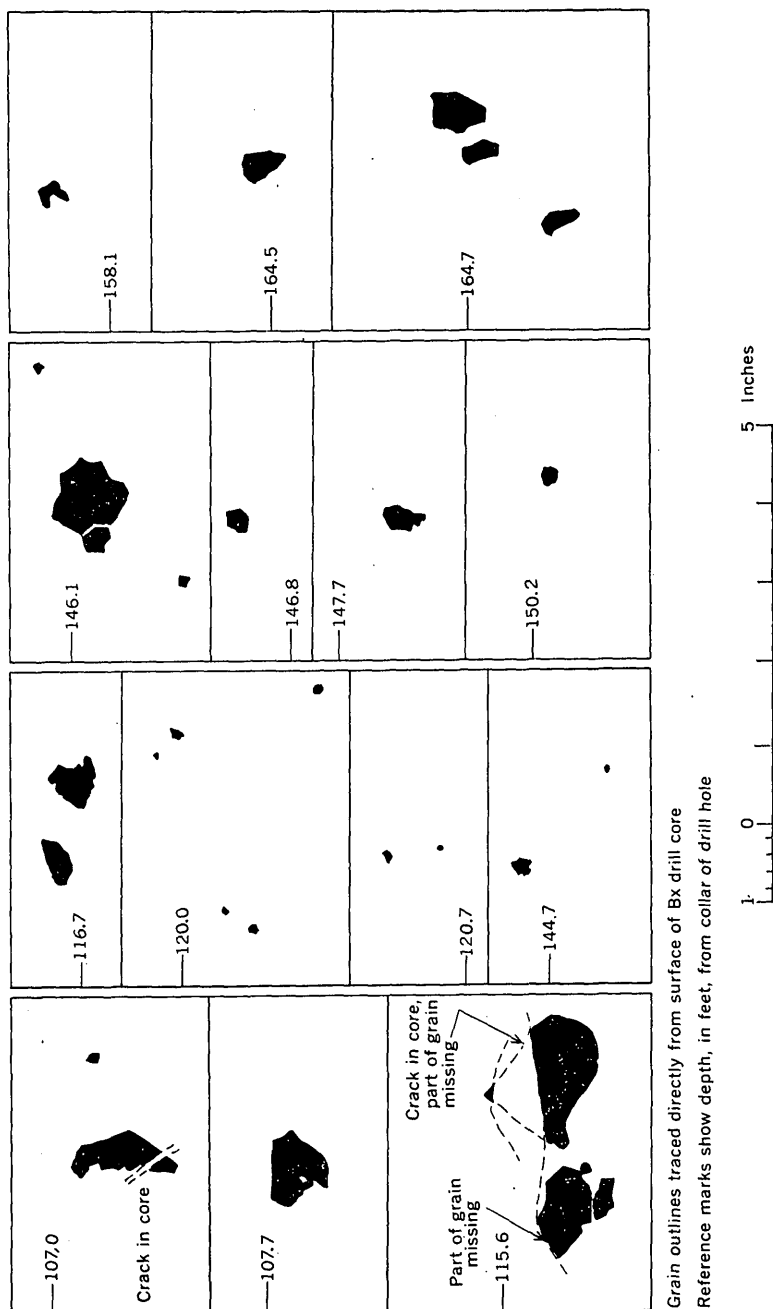 158.1
164.5
164.7
146.1
146.8
147.7
150.2
116.7
120.0
120.7
144.7
107.0
Crack in core
107.7
Crack in core,
part of grain
missing
Part of grain
missing
115.6
Grain outlines traced directly from surface of Bx drill core
Reference marks show depth, in feet, from collar of drill hole
1 0 5 Inches